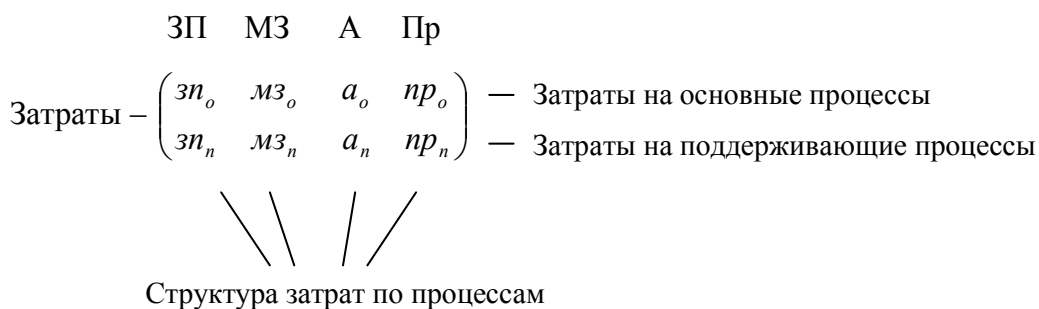 ЗП МЗ А Пр
Затраты – ( зп_о мз_о а_о пр_о ) — Затраты на основные процессы
( зп_п мз_п а_п пр_п ) — Затраты на поддерживающие процессы
Структура затрат по процессам